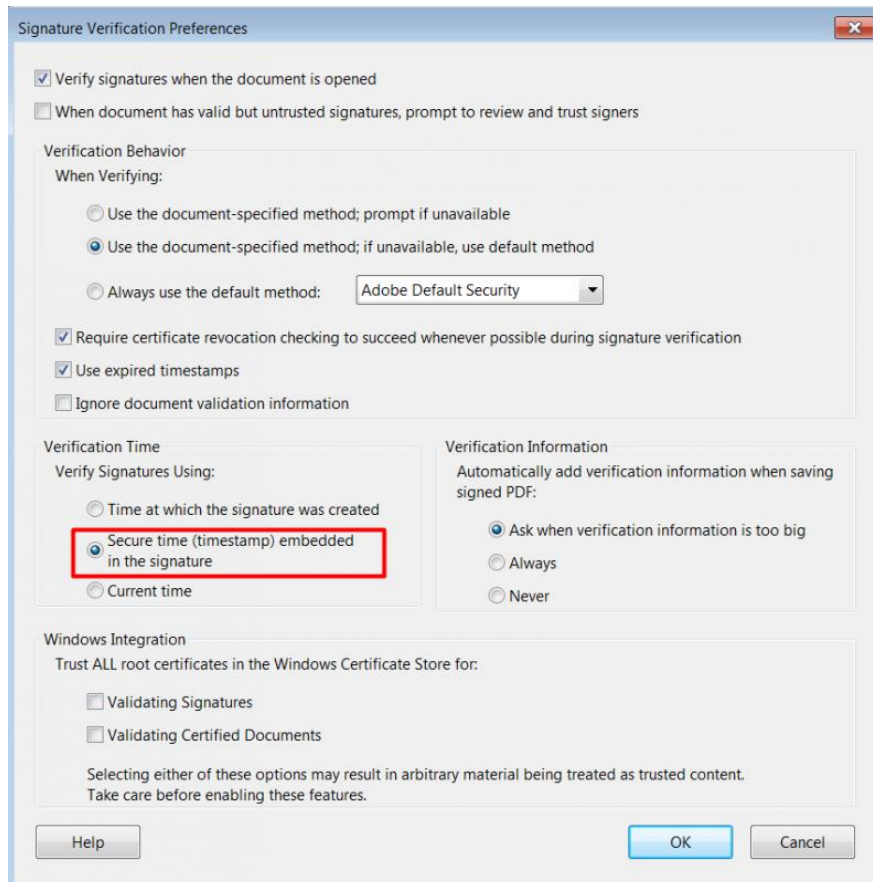 Signature Verification Preferences
Verify signatures when the document is opened
When document has valid but untrusted signatures, prompt to review and trust signers
Verification Behavior
When Verifying:
Use the document-specified method; prompt if unavailable
Use the document-specified method; if unavailable, use default method
Always use the default method: Adobe Default Security
Require certificate revocation checking to succeed whenever possible during signature verification
Use expired timestamps
Ignore document validation information
Verification Time
Verify Signatures Using:
Time at which the signature was created
Secure time (timestamp) embedded
in the signature
Current time
Verification Information
Automatically add verification information when saving
signed PDF:
Ask when verification information is too big
Always
Never
Windows Integration
Trust ALL root certificates in the Windows Certificate Store for:
Validating Signatures
Validating Certified Documents
Selecting either of these options may result in arbitrary material being treated as trusted content.
Take care before enabling these features.
Help
OK
Cancel